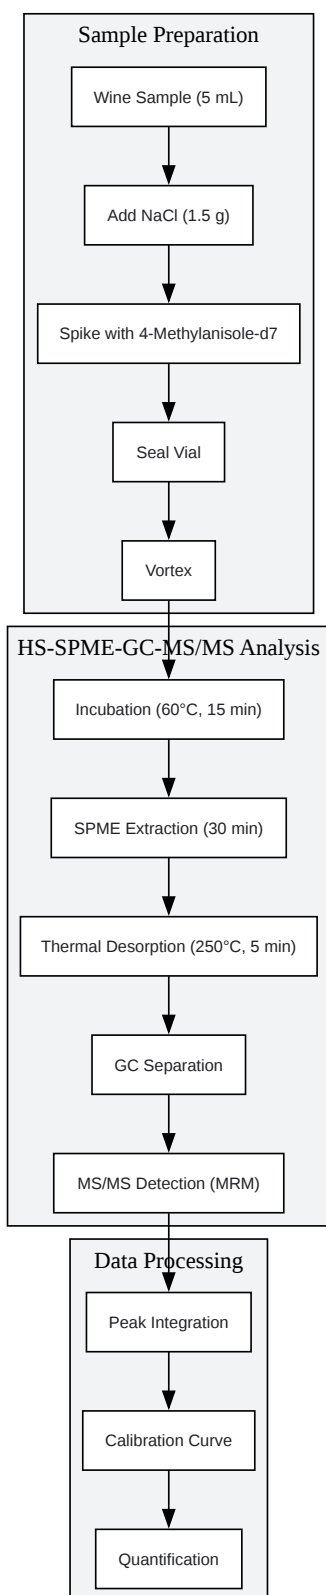 Sample Preparation
Wine Sample (5 mL)
Add NaCl (1.5 g)
Spike with 4-Methylanisole-d7
Seal Vial
Vortex
HS-SPME-GC-MS/MS Analysis
Incubation (60°C, 15 min)
SPME Extraction (30 min)
Thermal Desorption (250°C, 5 min)
GC Separation
MS/MS Detection (MRM)
Data Processing
Peak Integration
Calibration Curve
Quantification